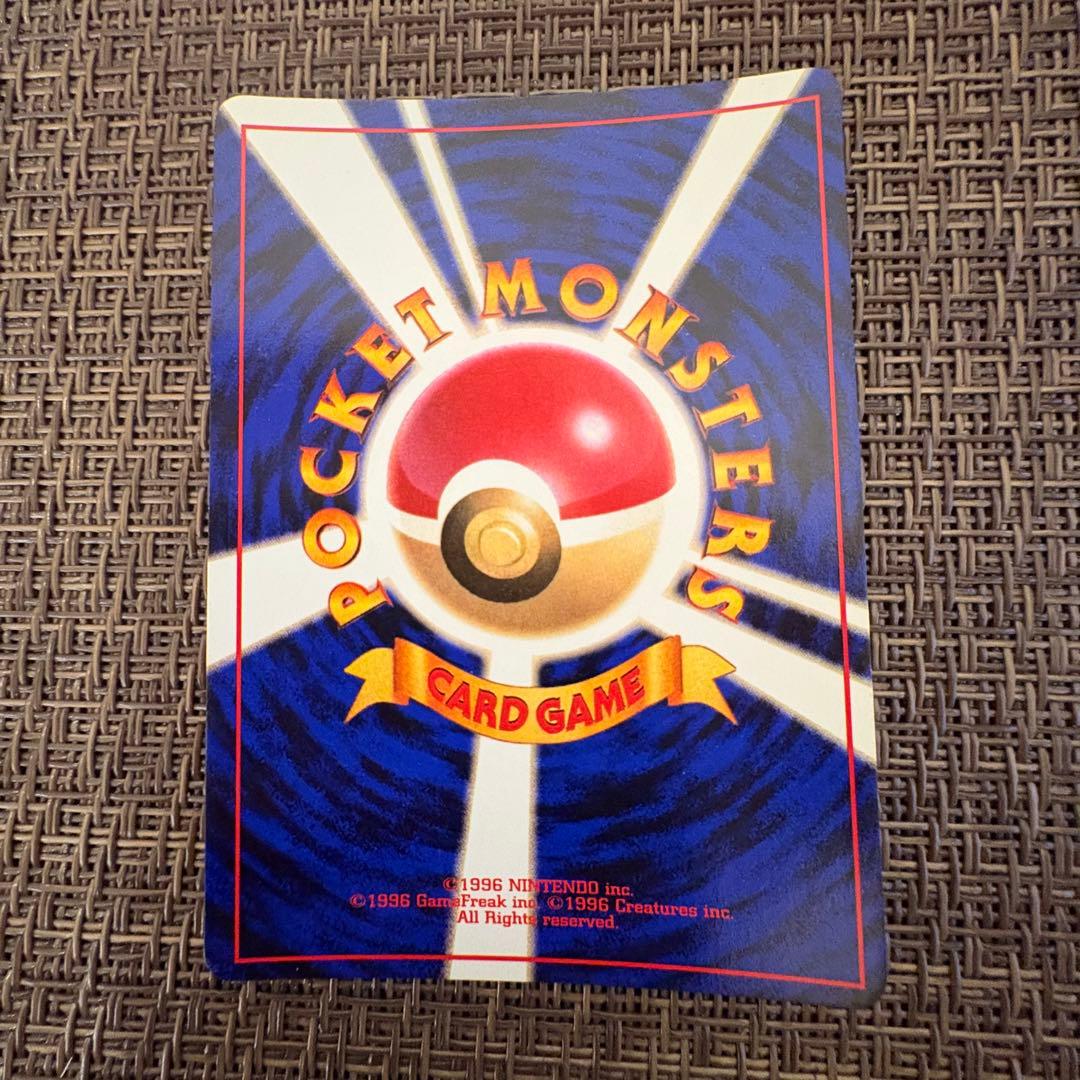 POCKET MONSTERS
CARD GAME
©1996 NINTENDO inc.
©1996 GameFreak inc. ©1996 Creatures inc.
All Rights reserved.